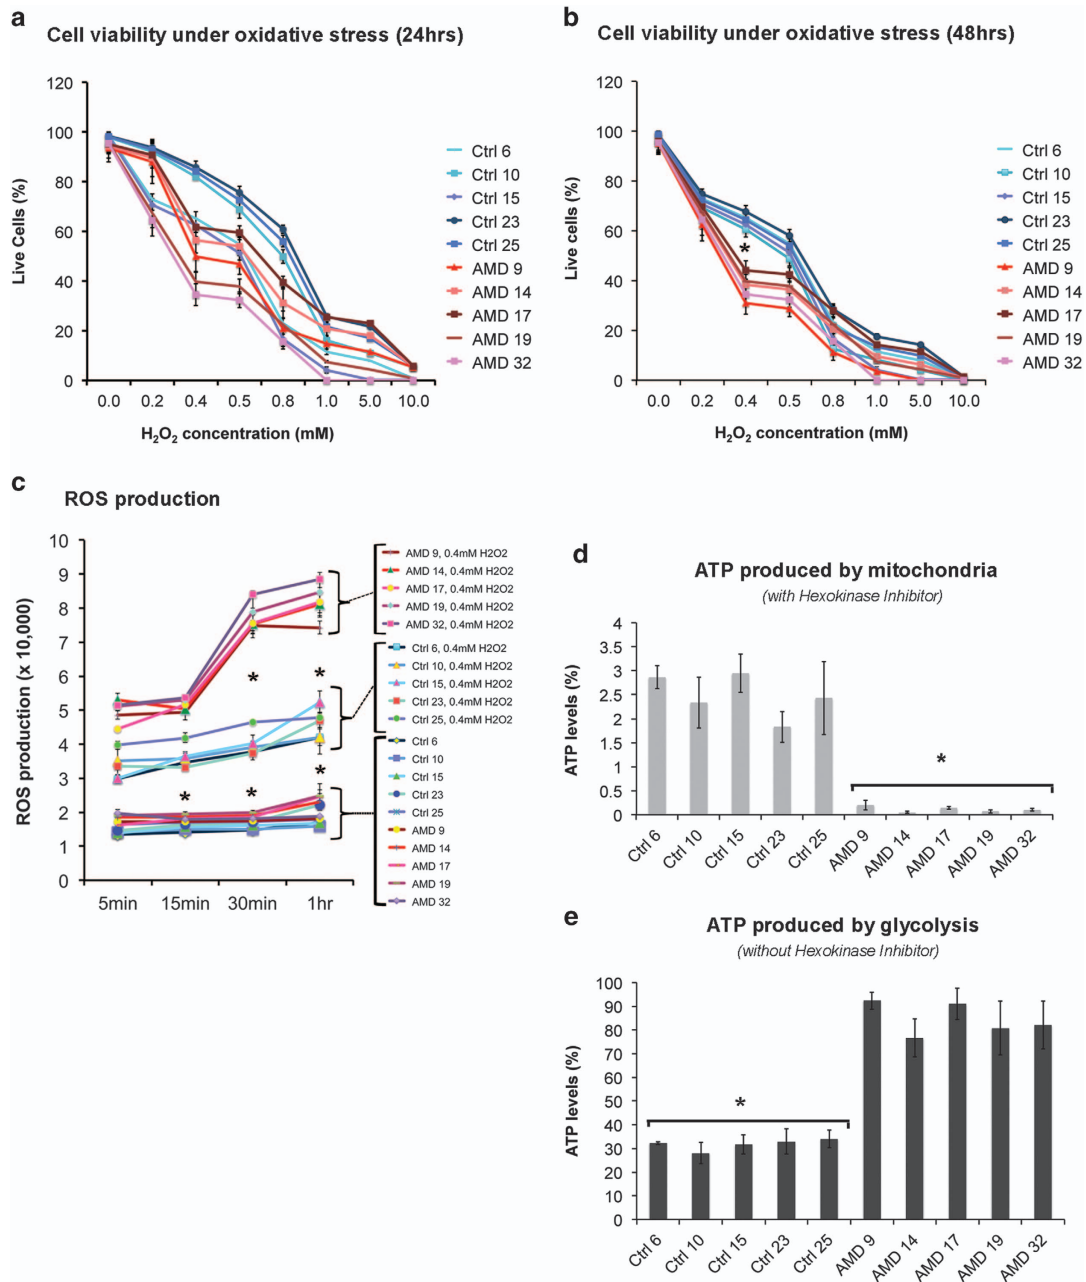 a
Cell viability under oxidative stress (24hrs)
120
100
80
60
40
20
0
Live Cells (%)
0.0 0.2 0.4 0.5 0.8 1.0 5.0 10.0
H2O2 concentration (mM)
Ctrl 6
Ctrl 10
Ctrl 15
Ctrl 23
Ctrl 25
AMD 9
AMD 14
AMD 17
AMD 19
AMD 32
b
Cell viability under oxidative stress (48hrs)
120
100
80
60
40
20
0
Live Cells (%)
*
0.0 0.2 0.4 0.5 0.8 1.0 5.0 10.0
H2O2 concentration (mM)
Ctrl 6
Ctrl 10
Ctrl 15
Ctrl 23
Ctrl 25
AMD 9
AMD 14
AMD 17
AMD 19
AMD 32
c
ROS production
10
9
8
7
6
5
4
3
2
1
0
ROS production (x 10,000)
* *
*
* *
5min 15min 30min 1hr
AMD 9, 0.4mM H2O2
AMD 14, 0.4mM H2O2
AMD 17, 0.4mM H2O2
AMD 19, 0.4mM H2O2
AMD 32, 0.4mM H2O2
Ctrl 6, 0.4mM H2O2
Ctrl 10, 0.4mM H2O2
Ctrl 15, 0.4mM H2O2
Ctrl 23, 0.4mM H2O2
Ctrl 25, 0.4mM H2O2
Ctrl 6
Ctrl 10
Ctrl 15
Ctrl 23
Ctrl 25
AMD 9
AMD 14
AMD 17
AMD 19
AMD 32
d
ATP produced by mitochondria
(with Hexokinase Inhibitor)
4
3.5
3
2.5
2
1.5
1
0.5
0
ATP levels (%)
*
Ctrl 6 Ctrl 10 Ctrl 15 Ctrl 23 Ctrl 25 AMD 9 AMD 14 AMD 17 AMD 19 AMD 32
e
ATP produced by glycolysis
(without Hexokinase Inhibitor)
100
90
80
70
60
50
40
30
20
10
0
ATP levels (%)
*
Ctrl 6 Ctrl 10 Ctrl 15 Ctrl 23 Ctrl 25 AMD 9 AMD 14 AMD 17 AMD 19 AMD 32